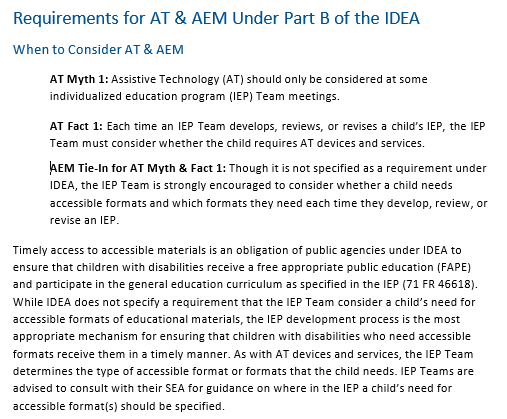 Requirements for AT & AEM Under Part B of the IDEA
When to Consider AT & AEM
AT Myth 1: Assistive Technology (AT) should only be considered at some
individualized education program (IEP) Team meetings.
AT Fact 1: Each time an IEP Team develops, reviews, or revises a child's IEP, the IEP
Team must consider whether the child requires AT devices and services.
AEM Tie-In for AT Myth & Fact 1: Though it is not specified as a requirement under
IDEA, the IEP Team is strongly encouraged to consider whether a child needs
accessible formats and which formats they need each time they develop, review, or
revise an IEP.
Timely access to accessible materials is an obligation of public agencies under IDEA to
ensure that children with disabilities receive a free appropriate public education (FAPE)
and participate in the general education curriculum as specified in the IEP (71 FR 46618).
While IDEA does not specify a requirement that the IEP Team consider a child's need for
accessible formats of educational materials, the IEP development process is the most
appropriate mechanism for ensuring that children with disabilities who need accessible
formats receive them in a timely manner. As with AT devices and services, the IEP Team
determines the type of accessible format or formats that the child needs. IEP Teams are
advised to consult with their SEA for guidance on where in the IEP a child's need for
accessible format(s) should be specified.